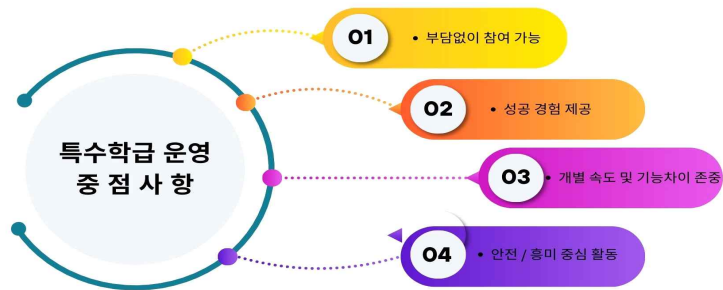 특수학급 운영
중 점 사 항
01
• 부담없이 참여 가능
02
• 성공 경험 제공
03
• 개별 속도 및 기능차이 존중
04
• 안전 / 흥미 중심 활동